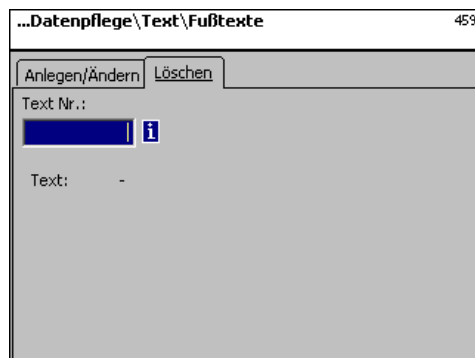 ...Datenpflege\Text\Fußtexte 459
Anlegen/Ändern Löschen
Text Nr.:
i
Text: -